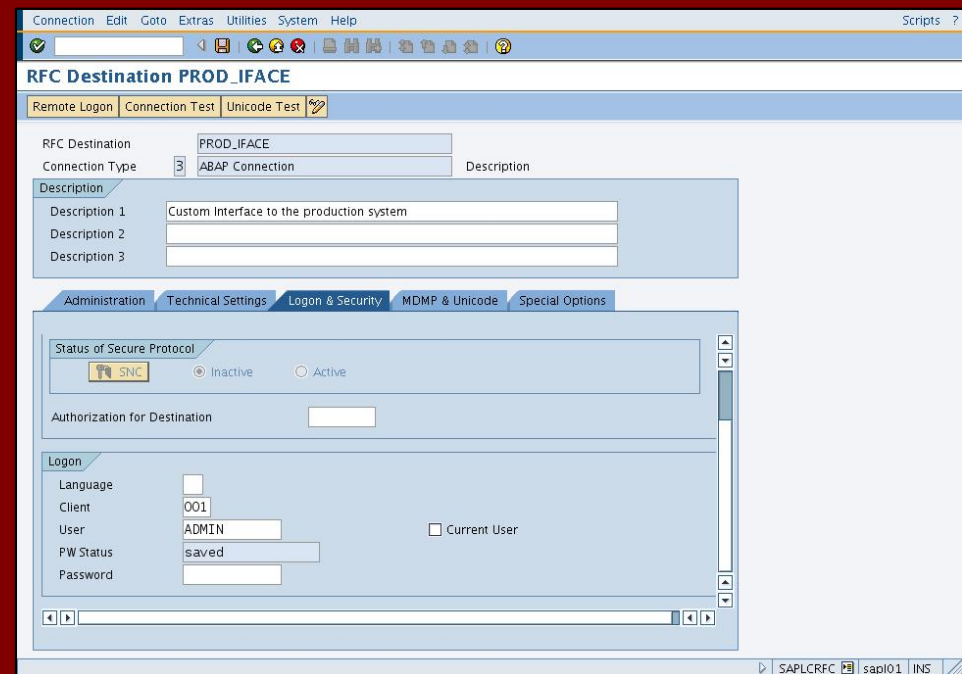 Connection Edit Goto Extras Utilities System Help Scripts ?
RFC Destination PROD_IFACE
Remote Logon Connection Test Unicode Test
RFC Destination PROD_IFACE
Connection Type 3 ABAP Connection Description
Description
Description 1 Custom Interface to the production system
Description 2
Description 3
Administration Technical Settings Logon & Security MDMP & Unicode Special Options
Status of Secure Protocol
SNC Inactive Active
Authorization for Destination
Logon
Language
Client 001
User ADMIN Current User
PW Status saved
Password
SAPLCRFC sapl01 INS